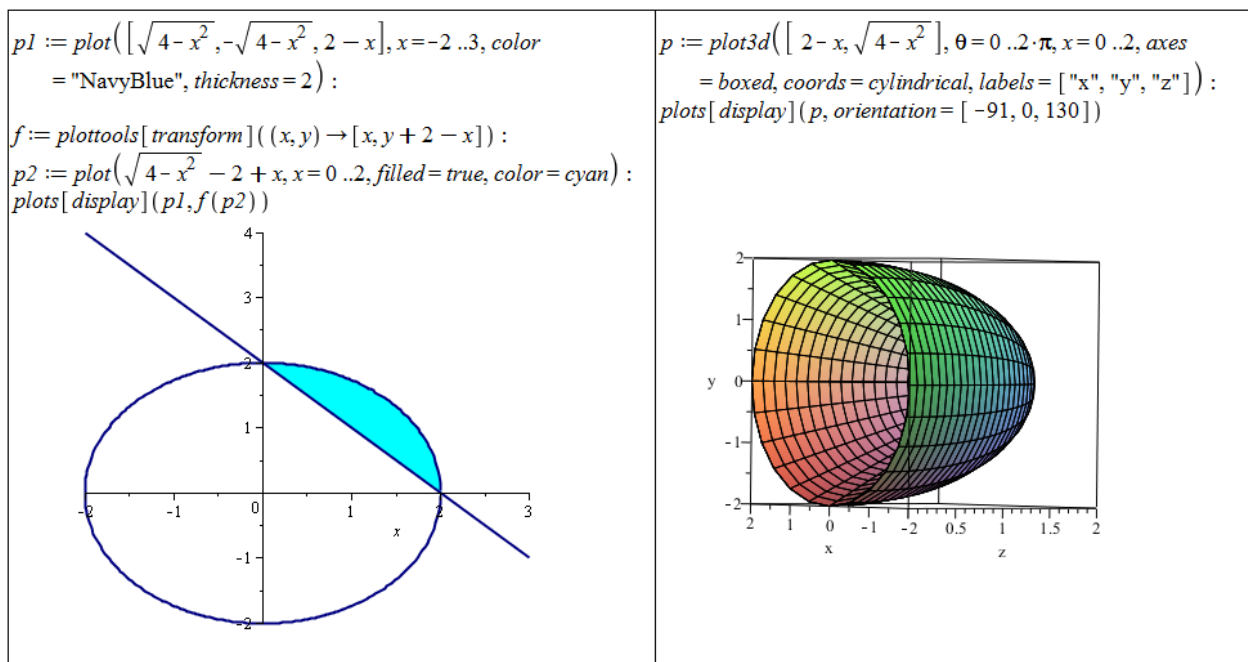 p1 := plot([√(4 - x²), -√(4 - x²), 2 - x], x = -2 ..3, color
= "NavyBlue", thickness = 2) :
f := plottools[transform]((x, y) → [x, y + 2 - x]) :
p2 := plot(√(4 - x²) - 2 + x, x = 0 ..2, filled = true, color = cyan) :
plots[display](p1, f(p2))
4
3
2
1
-2 -1 0 1 2 3
x
-1
-2
p := plot3d([ 2 - x, √(4 - x²) ], θ = 0 ..2·π, x = 0 ..2, axes
= boxed, coords = cylindrical, labels = [ "x", "y", "z" ]) :
plots[display](p, orientation = [ -91, 0, 130 ])
2
1
y 0
-1
-2
2 1 0 -1 -2 0.5 1 1.5 2
x z